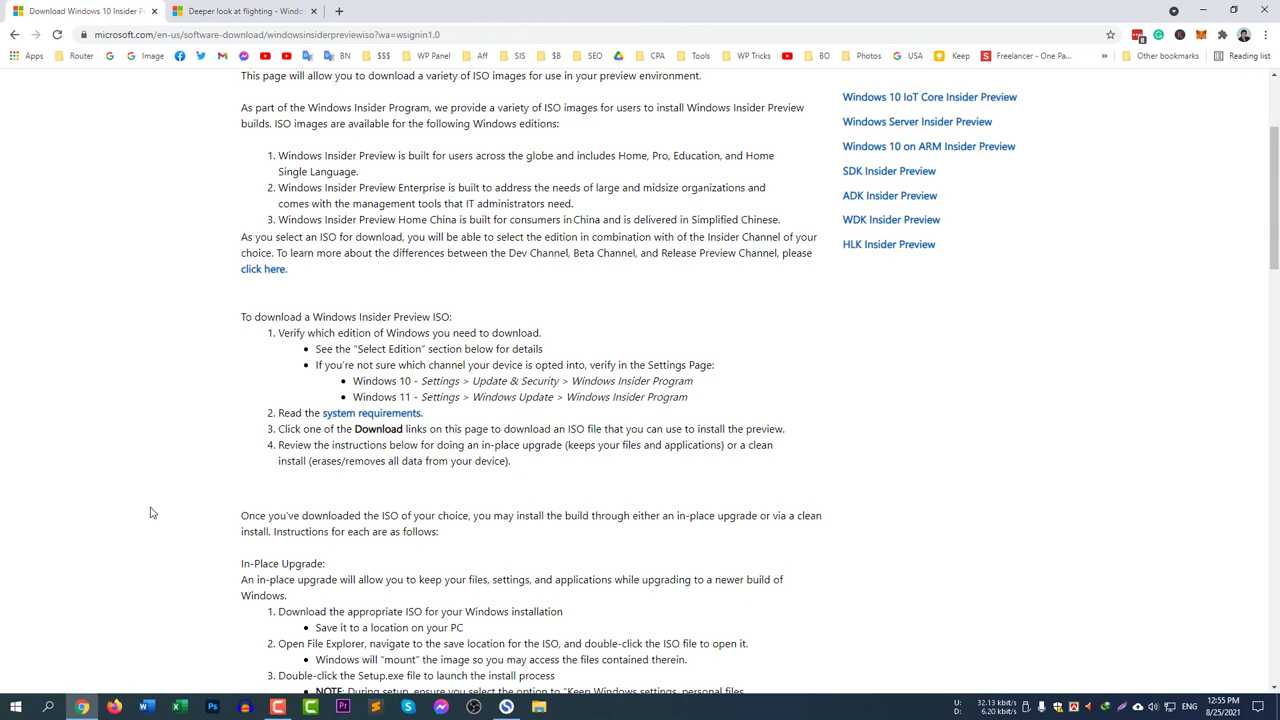 Download Windows 10 Insider Pr
Deeper look at flighting - Windo
microsoft.com/en-us/software-download/windowsinsiderpreviewiso?wa=wsignin1.0
Apps Router Image BN $$$ WP Panel Aff SIS $B SEO CPA Tools WP Tricks BO Photos USA Keep Freelancer - One Pa... » Other bookmarks Reading list
This page will allow you to download a variety of ISO images for use in your preview environment.
As part of the Windows Insider Program, we provide a variety of ISO images for users to install Windows Insider Preview
builds. ISO images are available for the following Windows editions:
1. Windows Insider Preview is built for users across the globe and includes Home, Pro, Education, and Home
Single Language.
2. Windows Insider Preview Enterprise is built to address the needs of large and midsize organizations and
comes with the management tools that IT administrators need.
3. Windows Insider Preview Home China is built for consumers in China and is delivered in Simplified Chinese.
As you select an ISO for download, you will be able to select the edition in combination with of the Insider Channel of your
choice. To learn more about the differences between the Dev Channel, Beta Channel, and Release Preview Channel, please
click here.
To download a Windows Insider Preview ISO:
1. Verify which edition of Windows you need to download.
• See the "Select Edition" section below for details
• If you're not sure which channel your device is opted into, verify in the Settings Page:
• Windows 10 - Settings > Update & Security > Windows Insider Program
• Windows 11 - Settings > Windows Update > Windows Insider Program
2. Read the system requirements.
3. Click one of the Download links on this page to download an ISO file that you can use to install the preview.
4. Review the instructions below for doing an in-place upgrade (keeps your files and applications) or a clean
install (erases/removes all data from your device).
Once you've downloaded the ISO of your choice, you may install the build through either an in-place upgrade or via a clean
install. Instructions for each are as follows:
In-Place Upgrade:
An in-place upgrade will allow you to keep your files, settings, and applications while upgrading to a newer build of
Windows.
1. Download the appropriate ISO for your Windows installation
• Save it to a location on your PC
2. Open File Explorer, navigate to the save location for the ISO, and double-click the ISO file to open it.
• Windows will "mount" the image so you may access the files contained therein.
3. Double-click the Setup.exe file to launch the install process
• NOTE: During setup, ensure you select the option to "Keep Windows settings, personal files,
Windows 10 IoT Core Insider Preview
Windows Server Insider Preview
Windows 10 on ARM Insider Preview
SDK Insider Preview
ADK Insider Preview
WDK Insider Preview
HLK Insider Preview
U: 32.13 kbit/s
D: 6.20 kbit/s
12:55 PM
8/25/2021